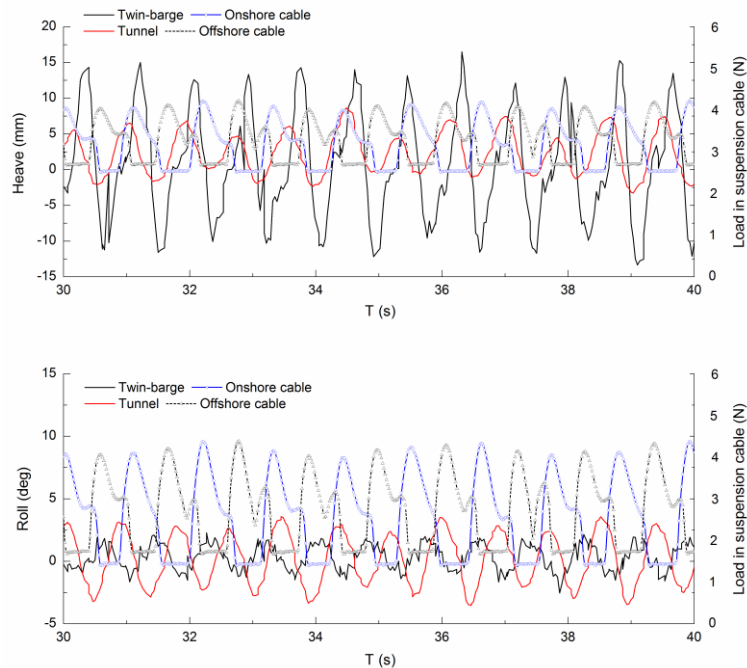 Twin-barge Onshore cable
Tunnel Offshore cable
20
15
10
5
0
-5
-10
-15
Heave (mm)
6
5
4
3
2
1
0
Load in suspension cable (N)
30 32 34 36 38 40
T (s)
Twin-barge Onshore cable
Tunnel Offshore cable
15
10
5
0
-5
Roll (deg)
6
5
4
3
2
1
0
Load in suspension cable (N)
30 32 34 36 38 40
T (s)